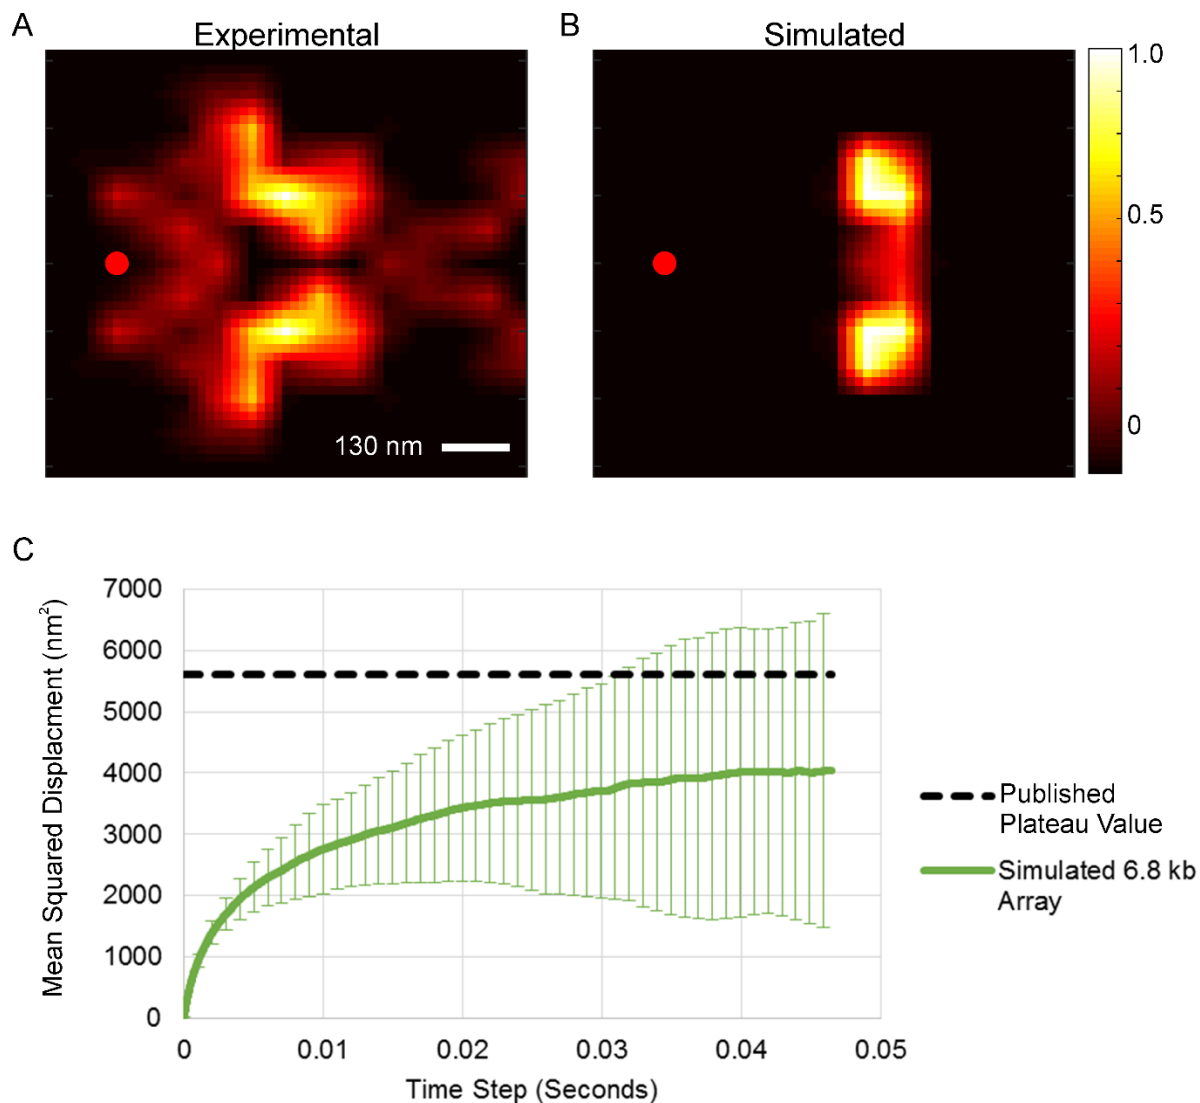 A
Experimental
B
Simulated
1.0
0.5
0
130 nm
C
Mean Squared Displacment (nm²)
7000
6000
5000
4000
3000
2000
1000
0
0
0.01
0.02
0.03
0.04
0.05
Time Step (Seconds)
Published
Plateau Value
Simulated 6.8 kb
Array